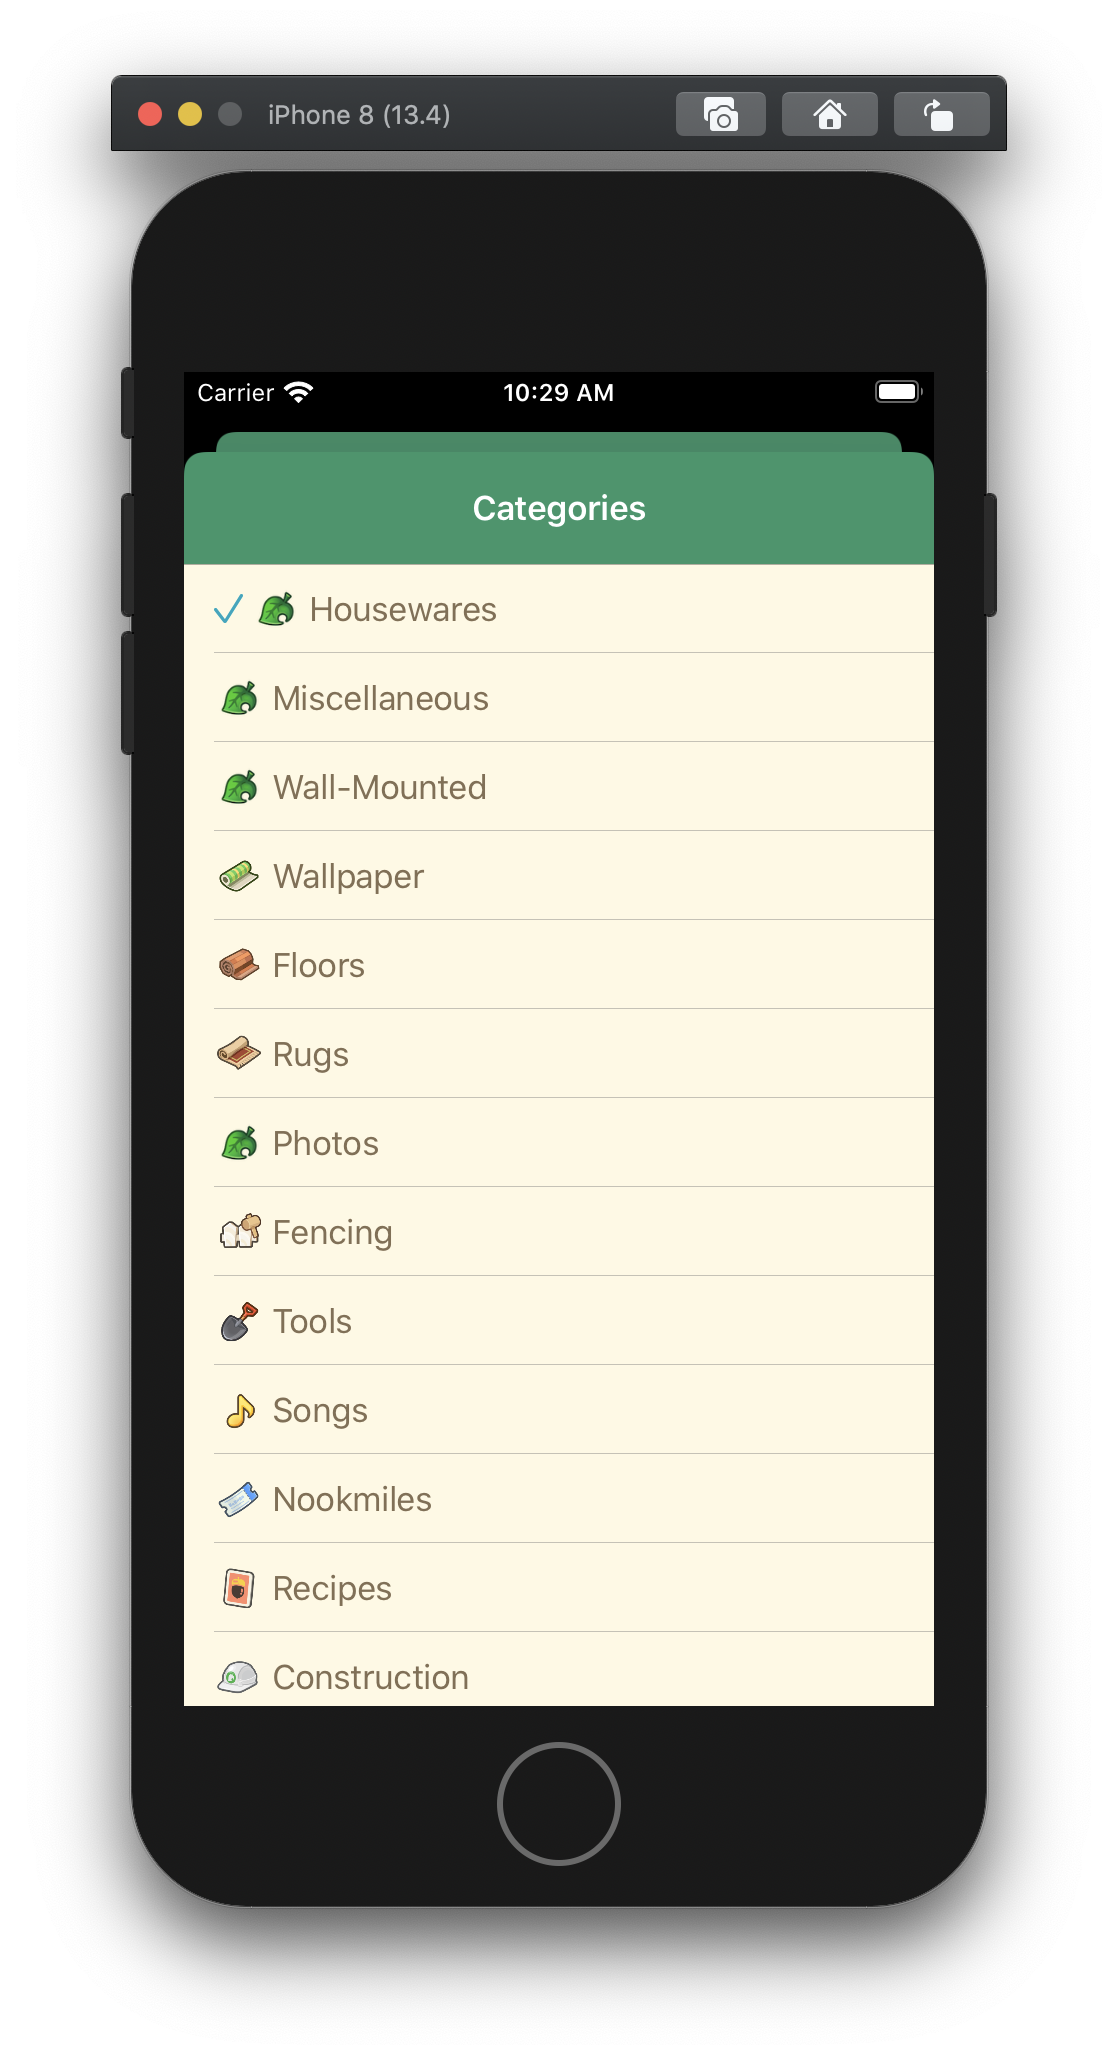 iPhone 8 (13.4)
Carrier 10:29 AM
Categories
Housewares
Miscellaneous
Wall-Mounted
Wallpaper
Floors
Rugs
Photos
Fencing
Tools
Songs
Nookmiles
Recipes
Construction